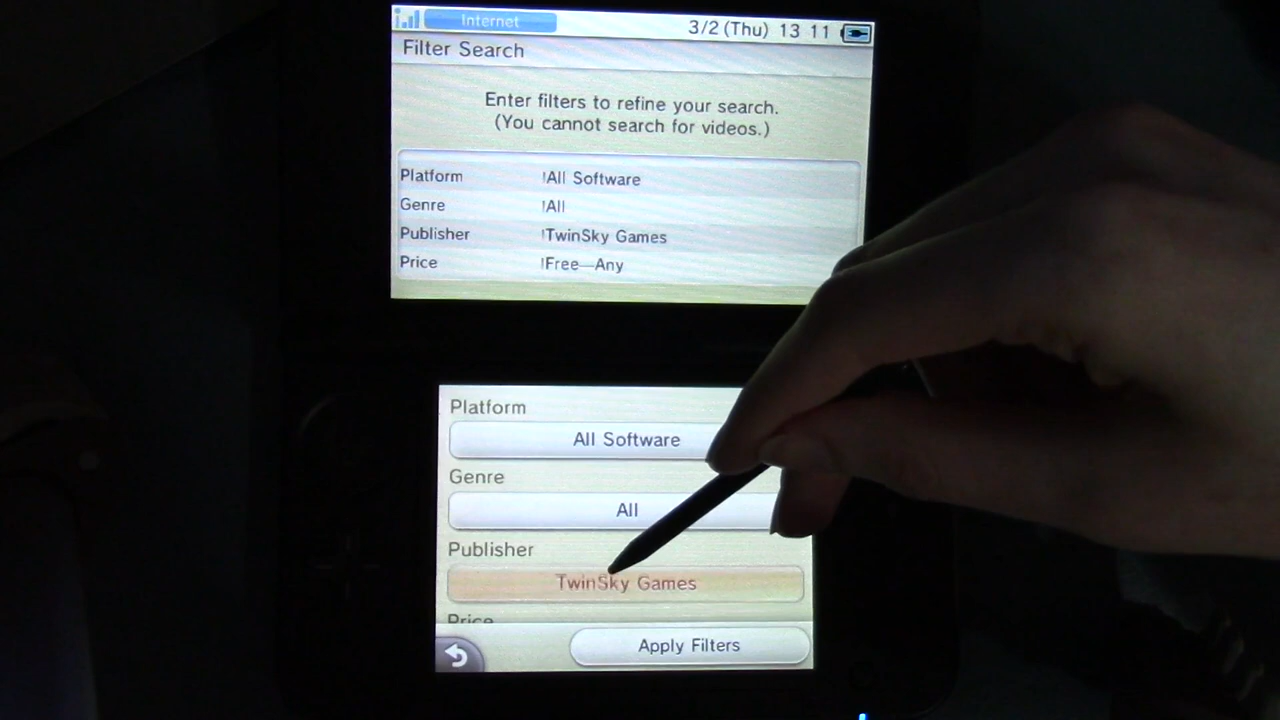 Internet 3/2 (Thu) 13 11
Filter Search
Enter filters to refine your search.
(You cannot search for videos.)
Platform :All Software
Genre :All
Publisher :TwinSky Games
Price :Free—Any
Platform
All Software
Genre
All
Publisher
TwinSky Games
Price
Apply Filters